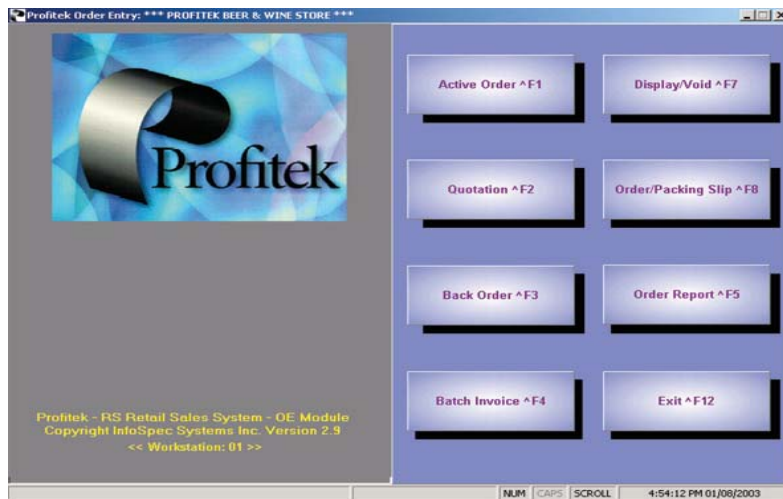 Profitek Order Entry: *** PROFITEK BEER & WINE STORE ***
Profitek
Profitek - RS Retail Sales System - OE Module
Copyright InfoSpec Systems Inc. Version 2.9
<< Workstation: 01 >>
Active Order ^F1
Display/Void ^F7
Quotation ^F2
Order/Packing Slip ^F8
Back Order ^F3
Order Report ^F5
Batch Invoice ^F4
Exit ^F12
NUM CAPS SCROLL 4:54:12 PM 01/08/2003